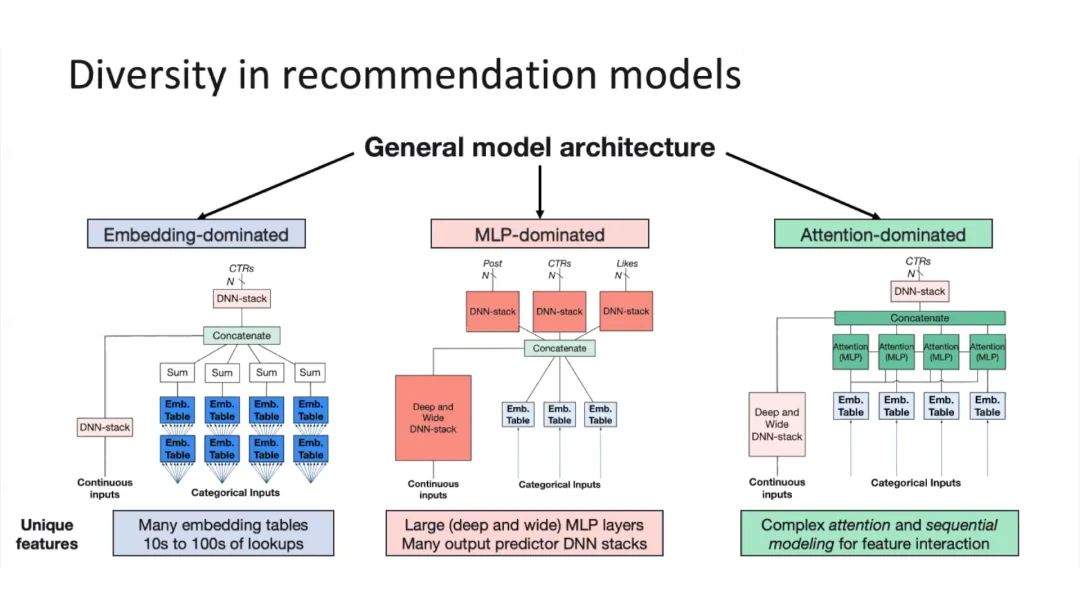 Diversity in recommendation models
General model architecture
Embedding-dominated
CTRs
N
DNN-stack
Concatenate
Sum
Sum
Sum
Sum
Emb.
Table
Emb.
Table
Emb.
Table
Emb.
Table
Emb.
Table
Emb.
Table
Emb.
Table
Emb.
Table
DNN-stack
Continuous
inputs
Categorical Inputs
MLP-dominated
Post
CTRs
Likes
N
N
N
DNN-stack
DNN-stack
DNN-stack
Concatenate
Deep and
Wide
DNN-stack
Emb.
Table
Emb.
Table
Emb.
Table
Continuous
inputs
Categorical Inputs
Attention-dominated
CTRs
N
DNN-stack
Concatenate
Attention
(MLP)
Attention
(MLP)
Attention
(MLP)
Attention
(MLP)
Emb.
Table
Emb.
Table
Emb.
Table
Emb.
Table
Deep and
Wide
DNN-stack
Continuous
inputs
Categorical Inputs
Unique
features
Many embedding tables
10s to 100s of lookups
Large (deep and wide) MLP layers
Many output predictor DNN stacks
Complex attention and sequential
modeling for feature interaction